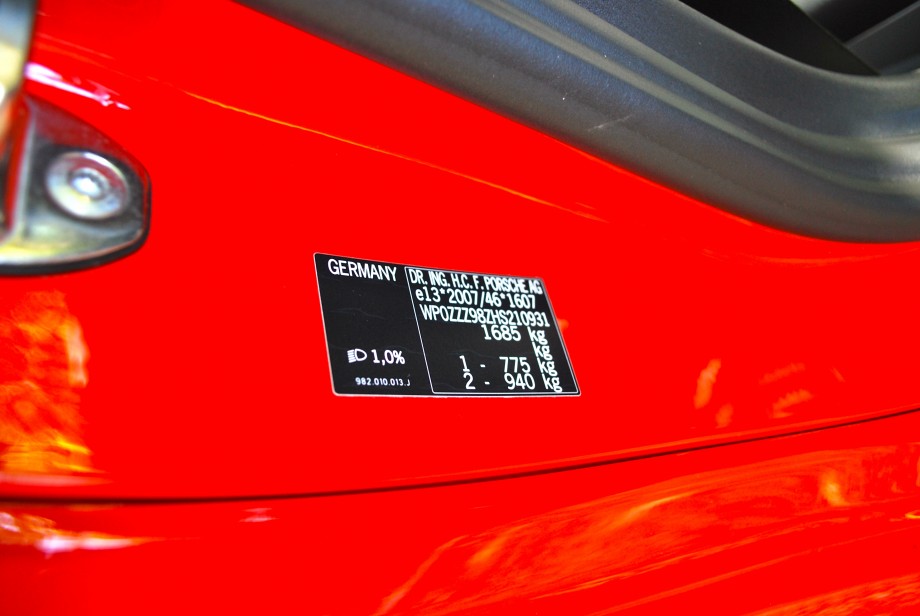 GERMANY
DR. ING. H.C. F. PORSCHE AG
e13*2007/46*1607
WP0ZZZ98ZHS210931
1685 kg
kg
1 - 775 kg
2 - 940 kg
1,0%
982.010.013.J